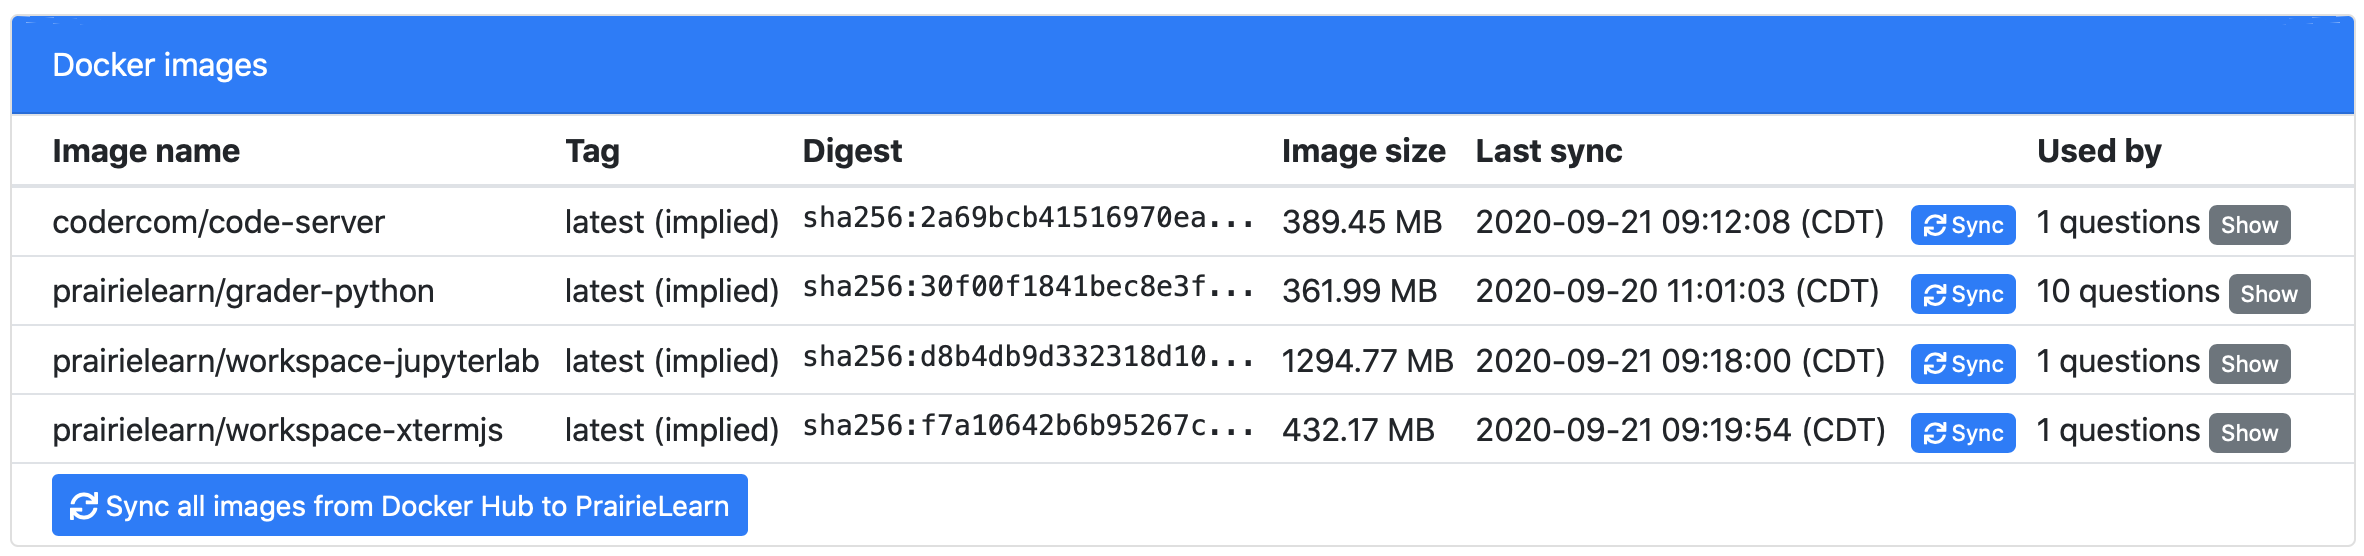 Docker images
Image name Tag Digest Image size Last sync Used by
codercom/code-server latest (implied) sha256:2a69bcb41516970ea... 389.45 MB 2020-09-21 09:12:08 (CDT) Sync 1 questions Show
prairielearn/grader-python latest (implied) sha256:30f00f1841bec8e3f... 361.99 MB 2020-09-20 11:01:03 (CDT) Sync 10 questions Show
prairielearn/workspace-jupyterlab latest (implied) sha256:d8b4db9d332318d10... 1294.77 MB 2020-09-21 09:18:00 (CDT) Sync 1 questions Show
prairielearn/workspace-xtermjs latest (implied) sha256:f7a10642b6b95267c... 432.17 MB 2020-09-21 09:19:54 (CDT) Sync 1 questions Show
Sync all images from Docker Hub to PrairieLearn